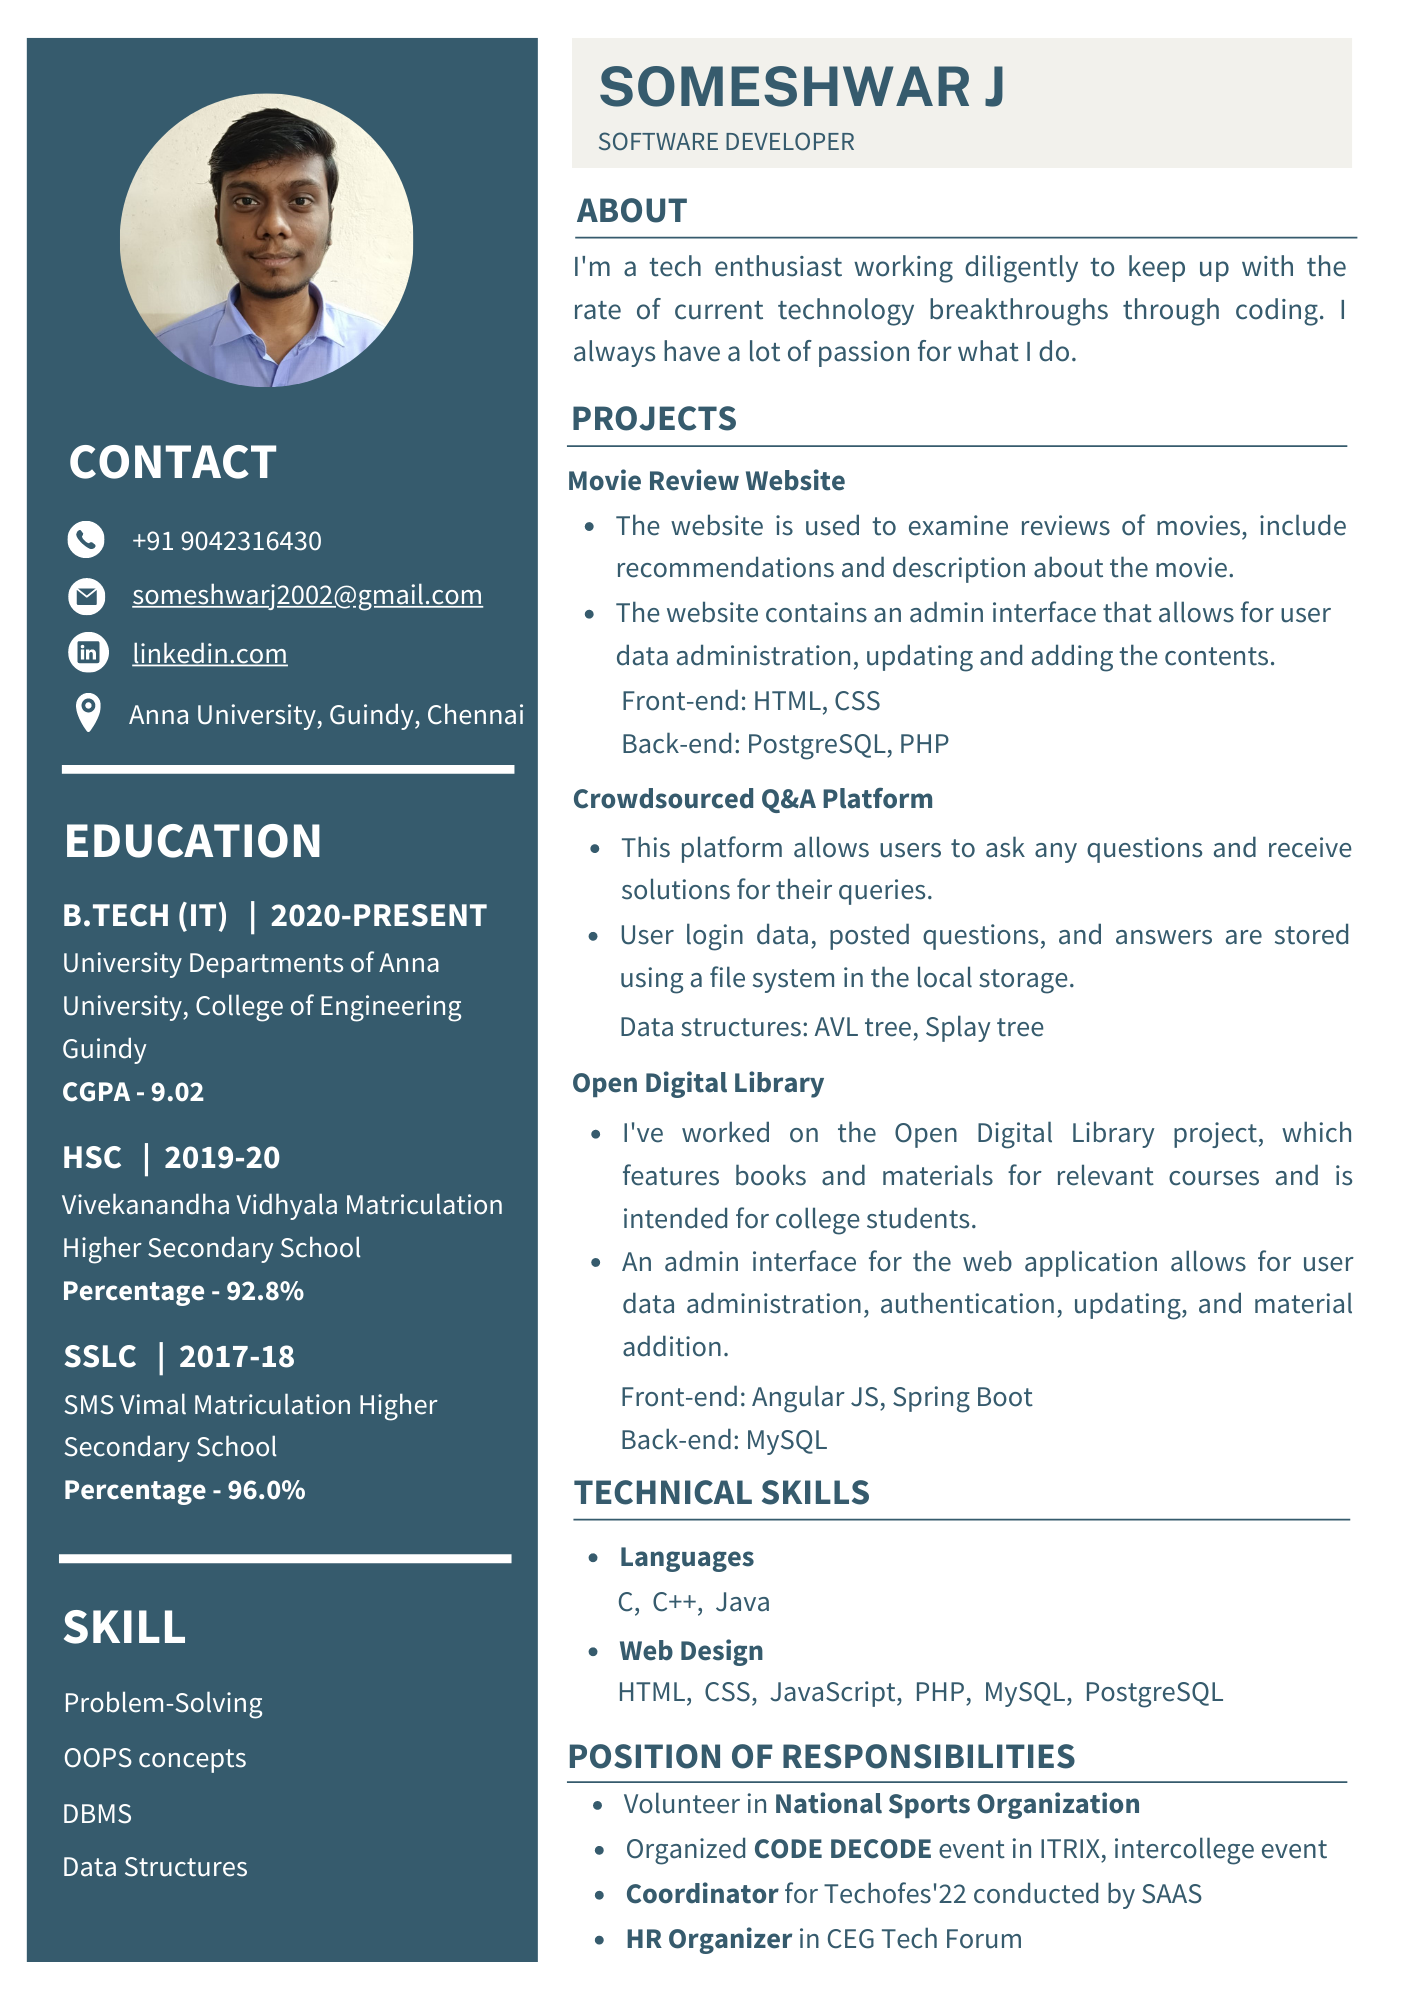 SOMESHWAR J
SOFTWARE DEVELOPER
CONTACT
+91 9042316430
someshwarj2002@gmail.com
linkedin.com
Anna University, Guindy, Chennai
EDUCATION
B.TECH (IT) | 2020-PRESENT
University Departments of Anna
University, College of Engineering
Guindy
CGPA - 9.02
HSC | 2019-20
Vivekanandha Vidhyala Matriculation
Higher Secondary School
Percentage - 92.8%
SSLC | 2017-18
SMS Vimal Matriculation Higher
Secondary School
Percentage - 96.0%
SKILL
Problem-Solving
OOPS concepts
DBMS
Data Structures
ABOUT
I'm a tech enthusiast working diligently to keep up with the
rate of current technology breakthroughs through coding. I
always have a lot of passion for what I do.
PROJECTS
Movie Review Website
• The website is used to examine reviews of movies, include
recommendations and description about the movie.
• The website contains an admin interface that allows for user
data administration, updating and adding the contents.
Front-end: HTML, CSS
Back-end: PostgreSQL, PHP
Crowdsourced Q&A Platform
• This platform allows users to ask any questions and receive
solutions for their queries.
• User login data, posted questions, and answers are stored
using a file system in the local storage.
Data structures: AVL tree, Splay tree
Open Digital Library
• I've worked on the Open Digital Library project, which
features books and materials for relevant courses and is
intended for college students.
• An admin interface for the web application allows for user
data administration, authentication, updating, and material
addition.
Front-end: Angular JS, Spring Boot
Back-end: MySQL
TECHNICAL SKILLS
• Languages
C, C++, Java
• Web Design
HTML, CSS, JavaScript, PHP, MySQL, PostgreSQL
POSITION OF RESPONSIBILITIES
• Volunteer in National Sports Organization
• Organized CODE DECODE event in ITRIX, intercollege event
• Coordinator for Techofes'22 conducted by SAAS
• HR Organizer in CEG Tech Forum